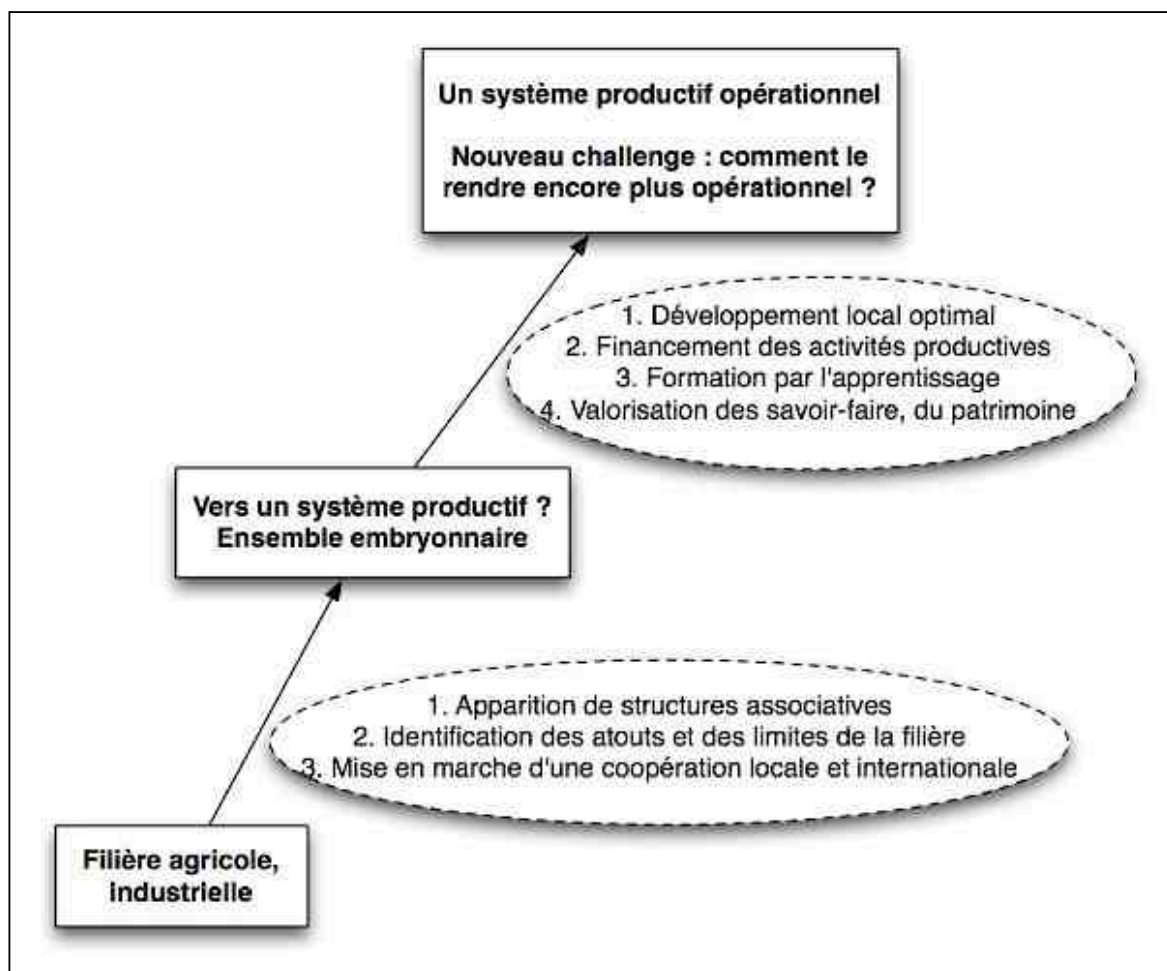 Un système productif opérationnel
Nouveau challenge : comment le
rendre encore plus opérationnel ?
1. Développement local optimal
2. Financement des activités productives
3. Formation par l'apprentissage
4. Valorisation des savoir-faire, du patrimoine
Vers un système productif ?
Ensemble embryonnaire
1. Apparition de structures associatives
2. Identification des atouts et des limites de la filière
3. Mise en marche d'une coopération locale et internationale
Filière agricole,
industrielle